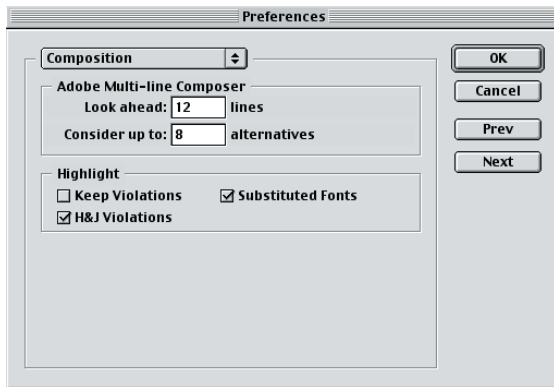 Preferences
Composition
Adobe Multi-line Composer
Look ahead: 12 lines
Consider up to: 8 alternatives
Highlight
Keep Violations Substituted Fonts
H&J Violations
OK
Cancel
Prev
Next